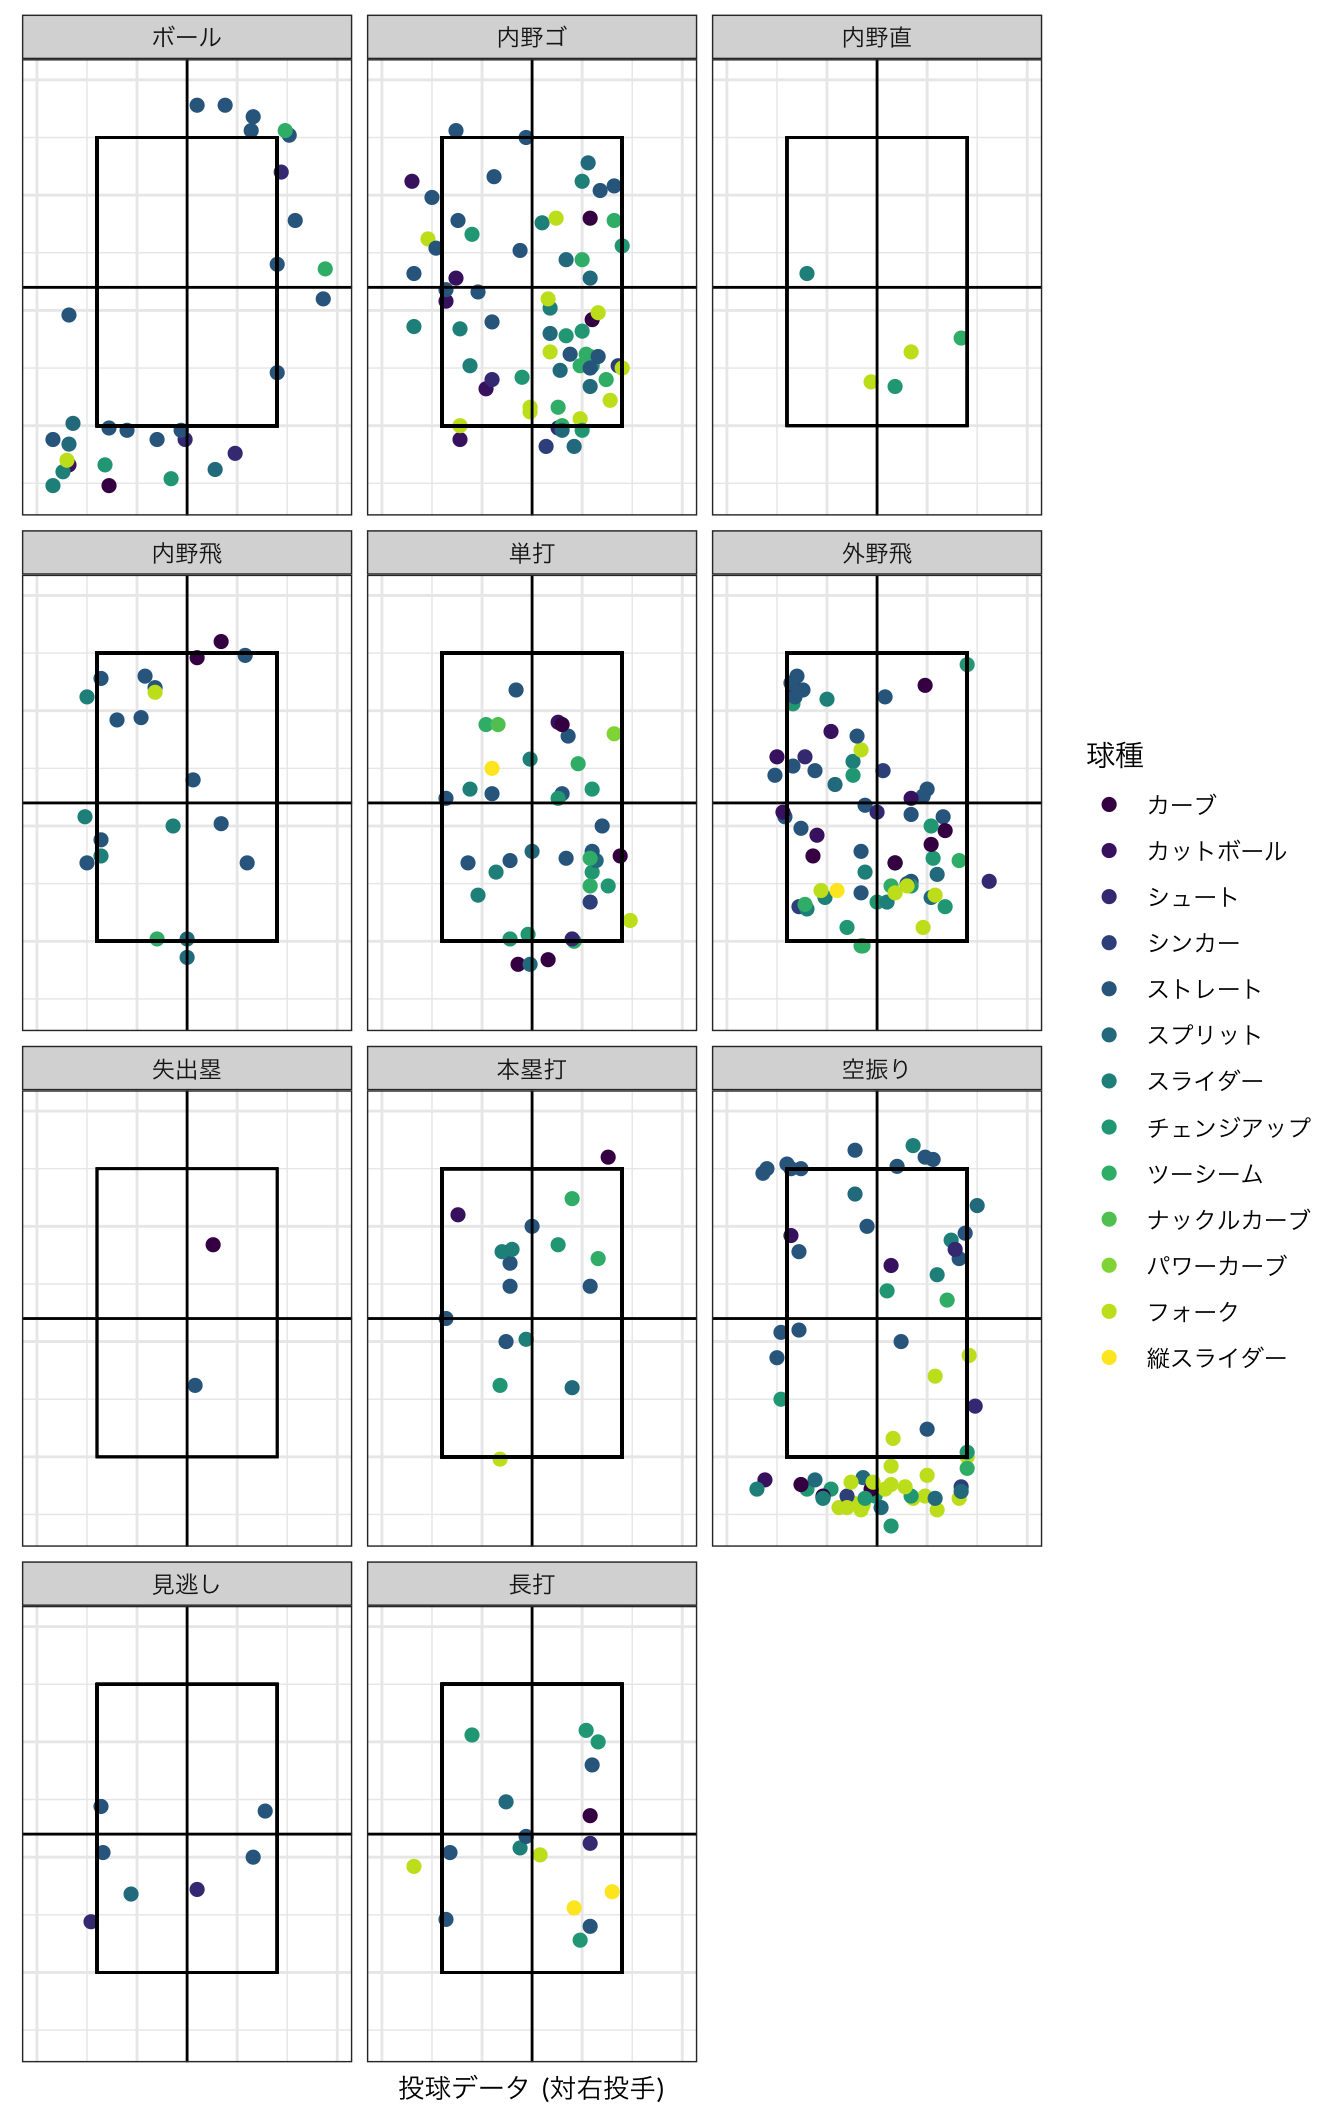 ボール
内野ゴ
内野直
内野飛
単打
外野飛
失出塁
本塁打
空振り
見逃し
長打
投球データ (対右投手)
球種
カーブ
カットボール
シュート
シンカー
ストレート
スプリット
スライダー
チェンジアップ
ツーシーム
ナックルカーブ
パワーカーブ
フォーク
縦スライダー